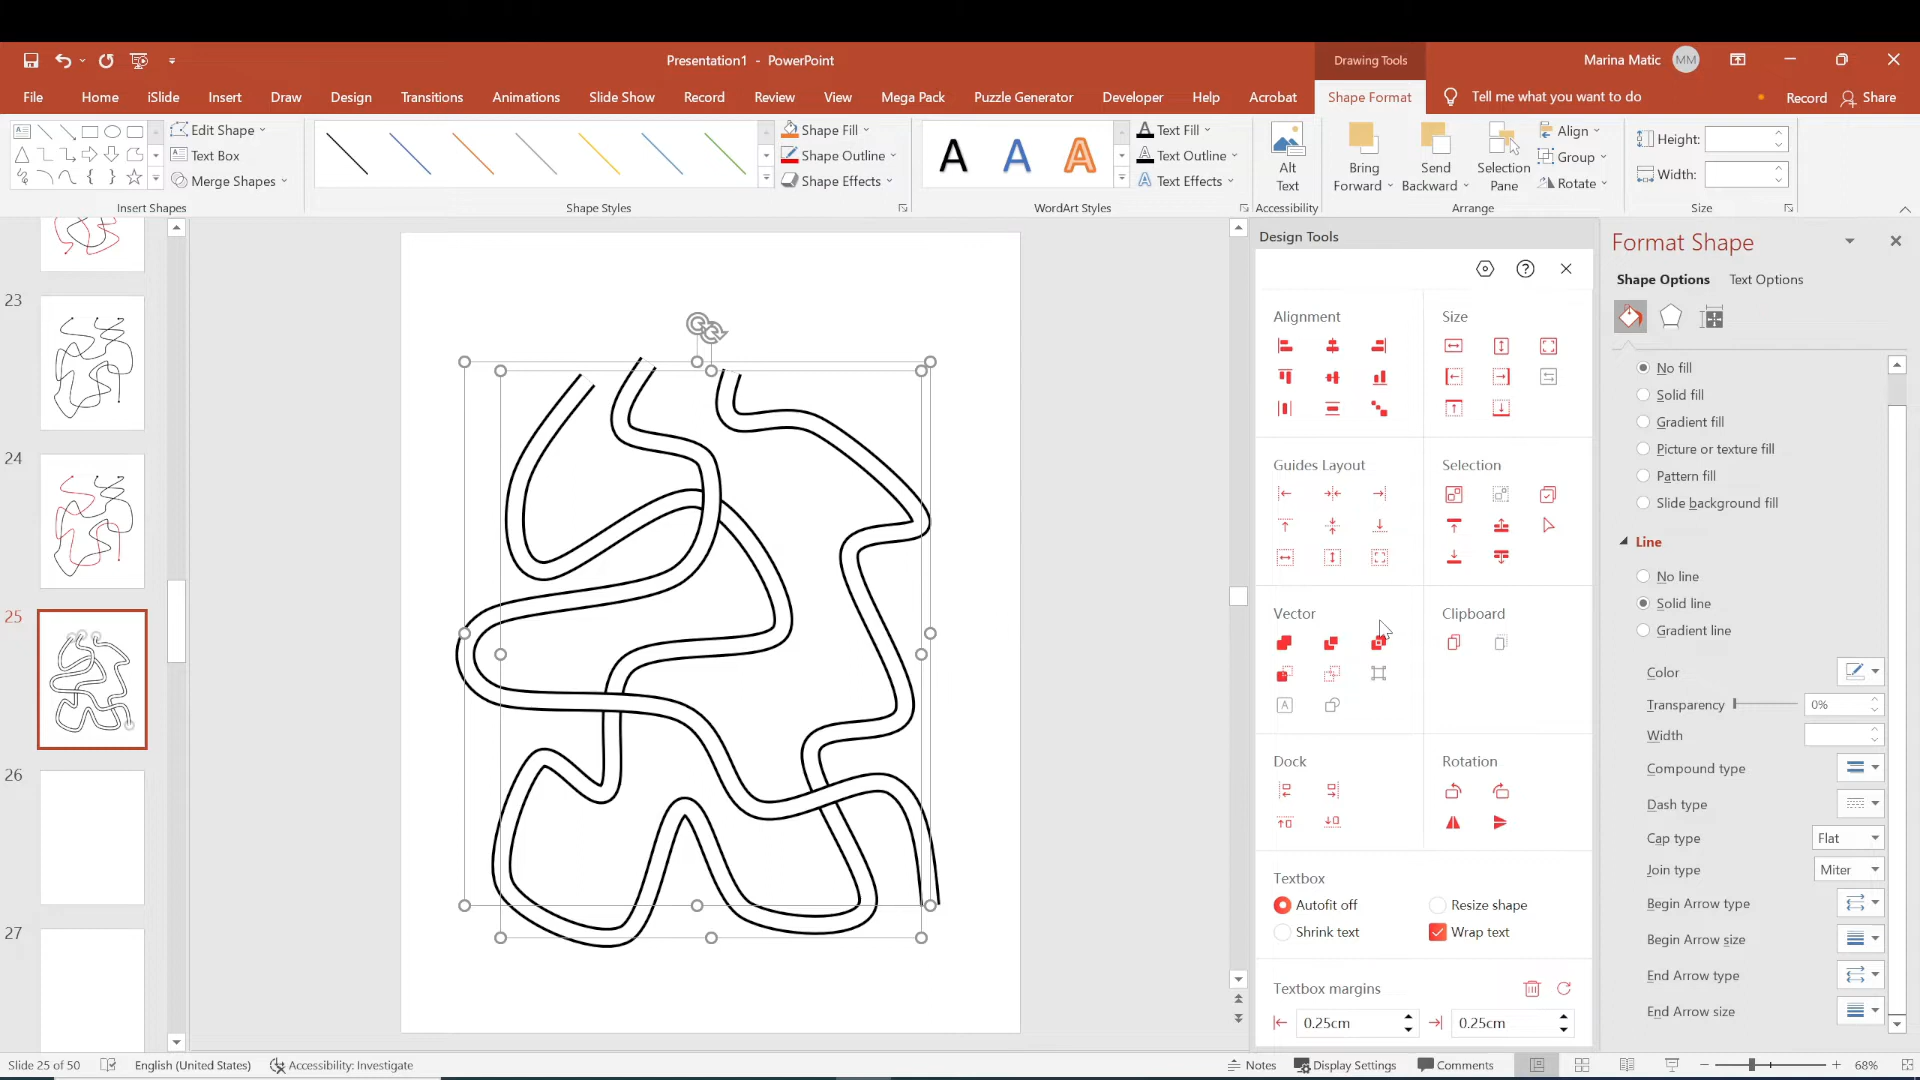 Presentation1 - PowerPoint
Drawing Tools
Marina Matic MM
File Home iSlide Insert Draw Design Transitions Animations Slide Show Record Review View Mega Pack Puzzle Generator Developer Help Acrobat Shape Format Tell me what you want to do Record Share
Edit Shape
Text Box
Merge Shapes
Insert Shapes
Shape Fill
Shape Outline
Shape Effects
Shape Styles
A A A
Text Fill
Text Outline
Text Effects
WordArt Styles
Alt Text
Accessibility
Bring Forward
Send Backward
Selection Pane
Align
Group
Rotate
Arrange
Height:
Width:
Size
23
24
25
26
27
Design Tools
Alignment
Size
Guides Layout
Selection
Vector
Clipboard
Dock
Rotation
Textbox
Autofit off
Resize shape
Shrink text
Wrap text
Textbox margins
0.25cm
0.25cm
Format Shape
Shape Options Text Options
No fill
Solid fill
Gradient fill
Picture or texture fill
Pattern fill
Slide background fill
Line
No line
Solid line
Gradient line
Color
Transparency 0%
Width
Compound type
Dash type
Cap type Flat
Join type Miter
Begin Arrow type
Begin Arrow size
End Arrow type
End Arrow size
Slide 25 of 50 English (United States) Accessibility: Investigate Notes Display Settings Comments 68%